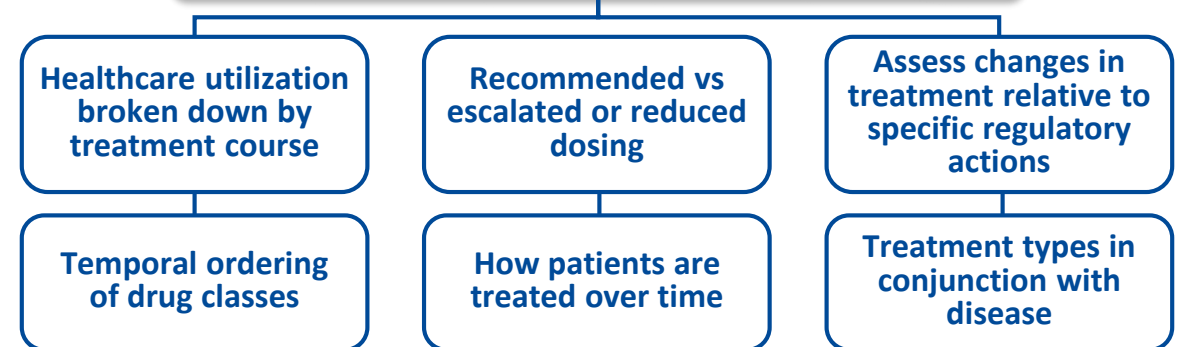 Healthcare utilization
broken down by
treatment course
Recommended vs
escalated or reduced
dosing
Assess changes in
treatment relative to
specific regulatory
actions
Temporal ordering
of drug classes
How patients are
treated over time
Treatment types in
conjunction with
disease